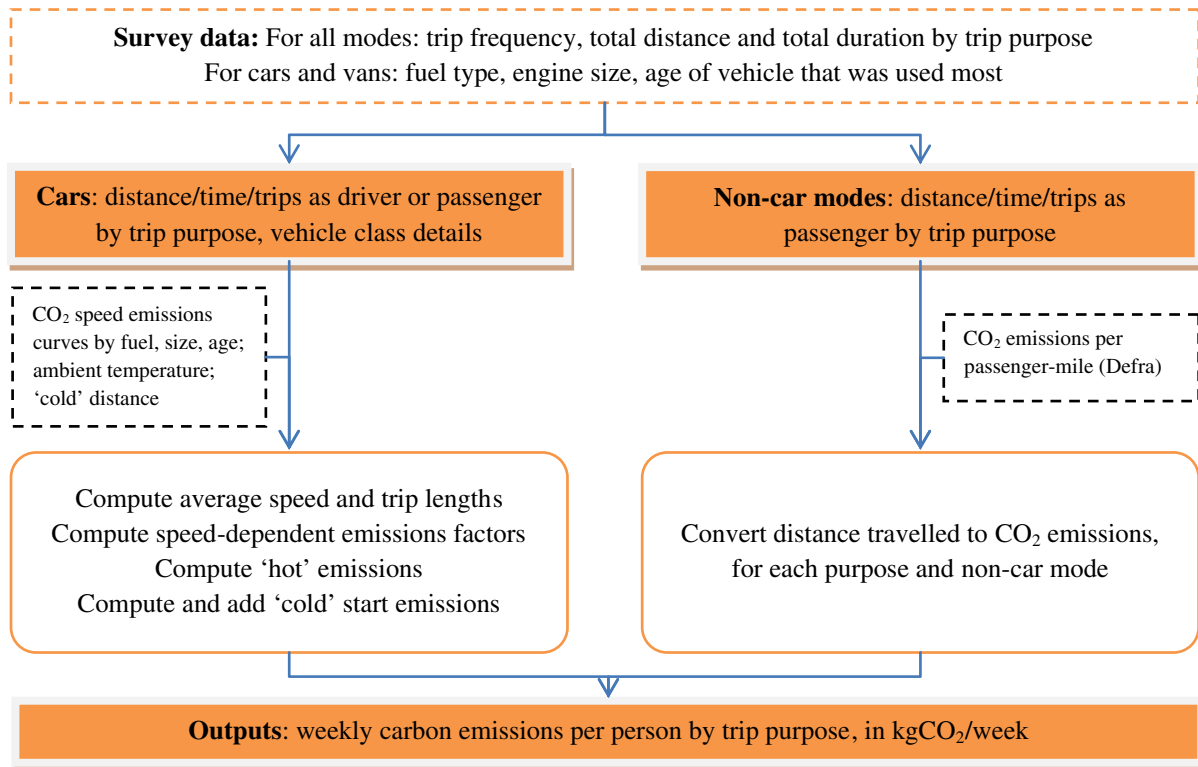 Survey data: For all modes: trip frequency, total distance and total duration by trip purpose
For cars and vans: fuel type, engine size, age of vehicle that was used most
Cars: distance/time/trips as driver or passenger
by trip purpose, vehicle class details
Non-car modes: distance/time/trips as
passenger by trip purpose
CO₂ speed emissions
curves by fuel, size, age;
ambient temperature;
‘cold’ distance
CO₂ emissions per
passenger-mile (Defra)
Compute average speed and trip lengths
Compute speed-dependent emissions factors
Compute ‘hot’ emissions
Compute and add ‘cold’ start emissions
Convert distance travelled to CO₂ emissions,
for each purpose and non-car mode
Outputs: weekly carbon emissions per person by trip purpose, in kgCO₂/week